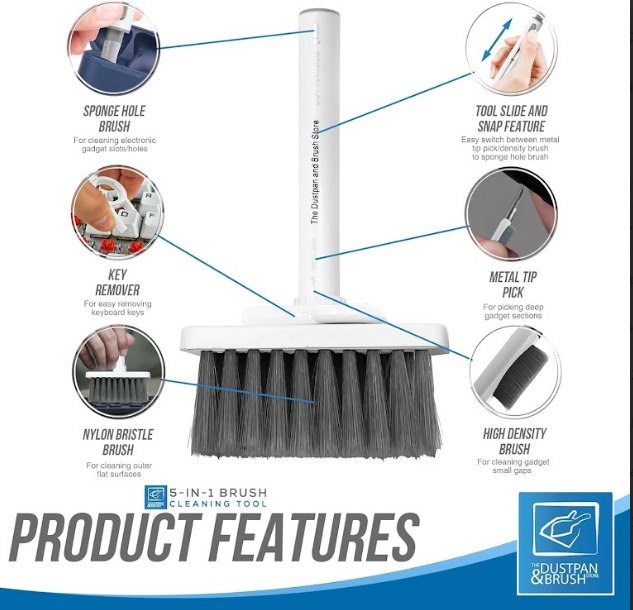 SPONGE HOLE
BRUSH
For cleaning electronic
gadget slots/holes
TOOL SLIDE AND
SNAP FEATURE
Easy switch between metal
tip pick/density brush
to sponge hole brush
The Dustpan and Brush Store
KEY
REMOVER
For easy removing
keyboard keys
METAL TIP
PICK
For picking deep
gadget sections
NYLON BRISTLE
BRUSH
For cleaning outer
flat surfaces
HIGH DENSITY
BRUSH
For cleaning gadget
small gaps
5-IN-1 BRUSH
CLEANING TOOL
PRODUCT FEATURES
THE DUSTPAN
&BRUSH STORE